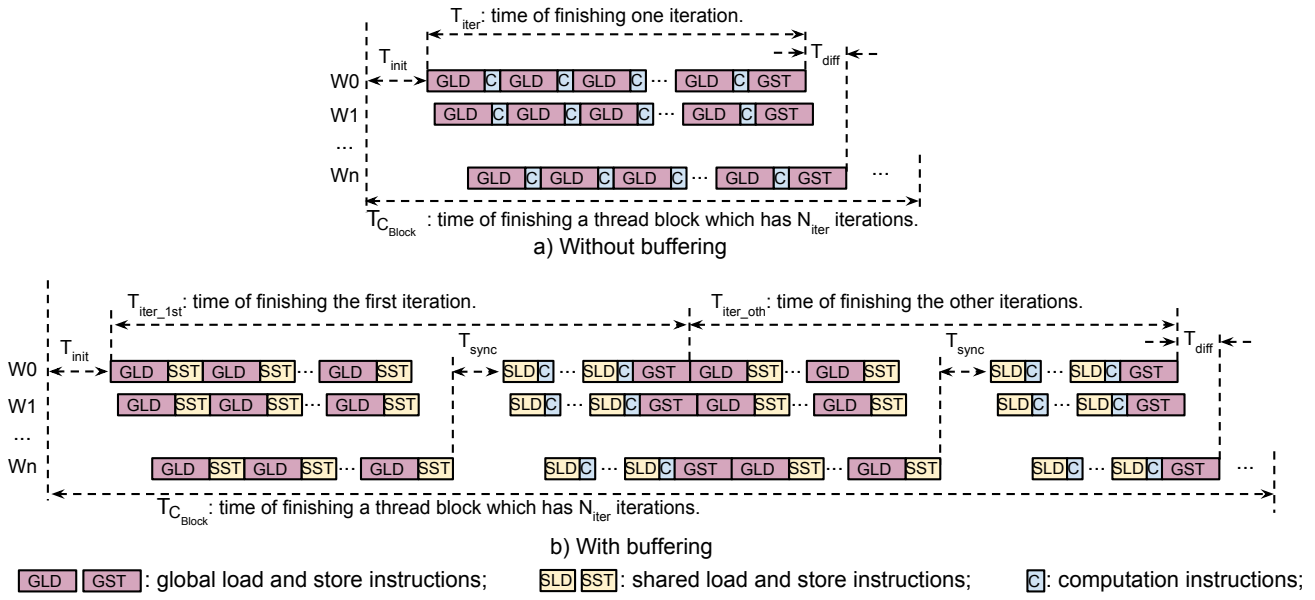 T_iter: time of finishing one iteration.
T_init
T_diff
W0 GLD C GLD C GLD C ... GLD C GST
W1 GLD C GLD C GLD C ... GLD C GST
...
Wn GLD C GLD C GLD C ... GLD C GST ...
T_C_Block : time of finishing a thread block which has N_iter iterations.
a) Without buffering
T_iter_1st: time of finishing the first iteration. T_iter_oth: time of finishing the other iterations.
T_init T_sync T_sync T_diff
W0 GLD SST GLD SST ... GLD SST SLD C ... SLD C GST GLD SST ... GLD SST SLD C ... SLD C GST
W1 GLD SST GLD SST ... GLD SST SLD C ... SLD C GST GLD SST ... GLD SST SLD C ... SLD C GST
...
Wn GLD SST GLD SST ... GLD SST SLD C ... SLD C GST GLD SST ... GLD SST SLD C ... SLD C GST ...
T_C_Block : time of finishing a thread block which has N_iter iterations.
b) With buffering
GLD GST : global load and store instructions; SLD SST : shared load and store instructions; C : computation instructions;